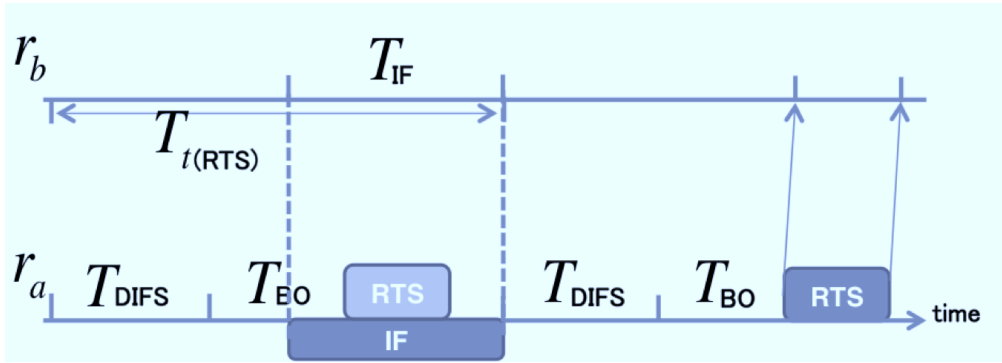 r_b
T_IF
T_t(RTS)
r_a
T_DIFS T_BO RTS T_DIFS T_BO RTS time
IF